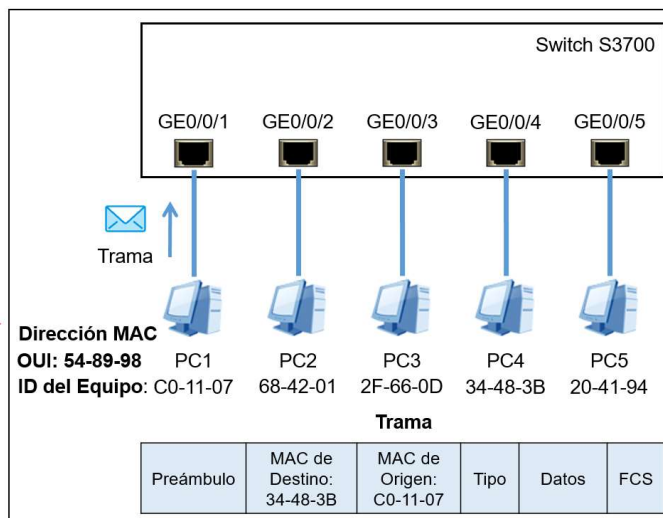 Switch S3700
GE0/0/1 GE0/0/2 GE0/0/3 GE0/0/4 GE0/0/5
Trama
Dirección MAC
OUI: 54-89-98 PC1 PC2 PC3 PC4 PC5
ID del Equipo: C0-11-07 68-42-01 2F-66-0D 34-48-3B 20-41-94
Trama
Preámbulo
MAC de
Destino:
34-48-3B
MAC de
Origen:
C0-11-07
Tipo
Datos
FCS